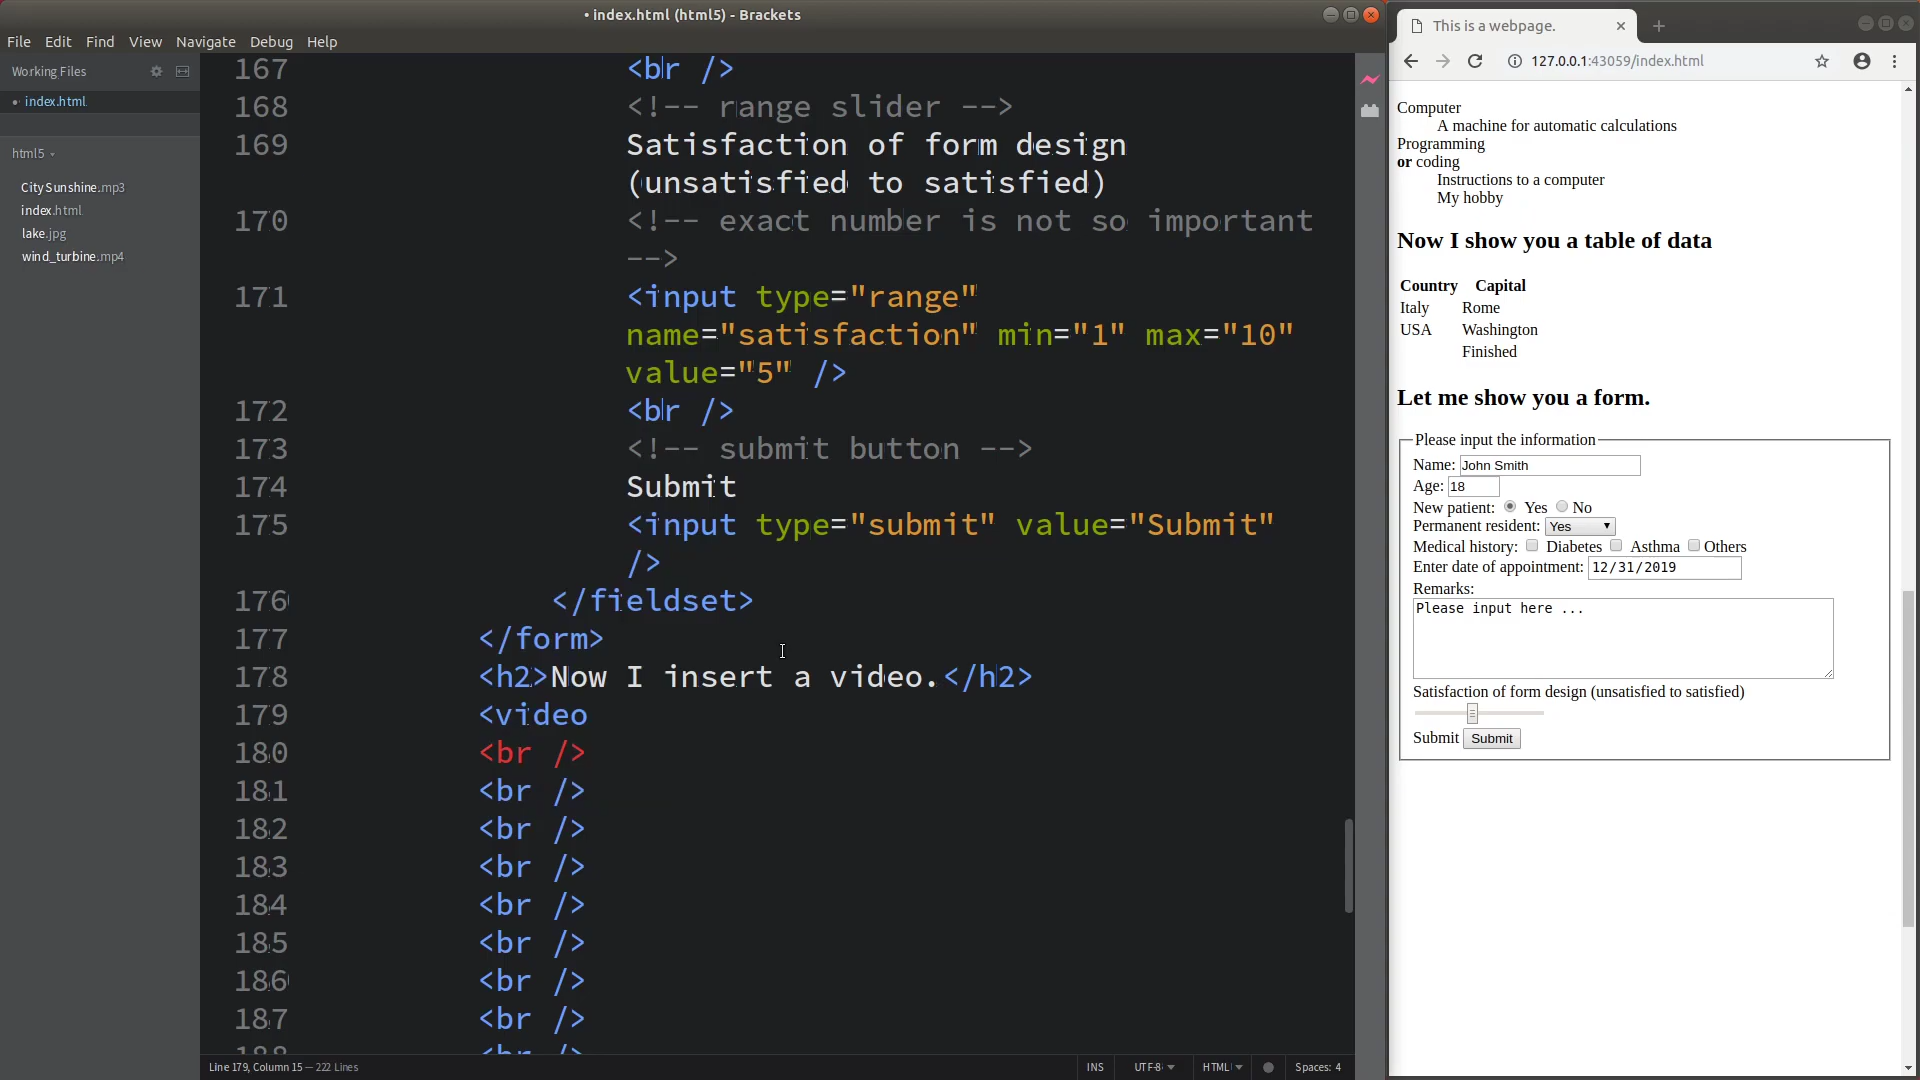 • index.html (html5) - Brackets
File Edit Find View Navigate Debug Help
Working Files
• index.html
html5
CitySunshine.mp3
index.html
lake.jpg
wind_turbine.mp4
167 <br />
168 <!-- range slider -->
169 Satisfaction of form design
(unsatisfied to satisfied)
170 <!-- exact number is not so important
-->
171 <input type="range"
name="satisfaction" min="1" max="10"
value="5" />
172 <br />
173 <!-- submit button -->
174 Submit
175 <input type="submit" value="Submit"
/>
176 </fieldset>
177 </form>
178 <h2>Now I insert a video.</h2>
179 <video
180 <br />
181 <br />
182 <br />
183 <br />
184 <br />
185 <br />
186 <br />
187 <br />
188 <br />
Line 179, Column 15 — 222 Lines
INS UTF-8 HTML Spaces: 4
This is a webpage.
127.0.0.1:43059/index.html
Computer
A machine for automatic calculations
Programming
or coding
Instructions to a computer
My hobby
Now I show you a table of data
Country Capital
Italy Rome
USA Washington
Finished
Let me show you a form.
Please input the information
Name: John Smith
Age: 18
New patient: Yes No
Permanent resident: Yes
Medical history: Diabetes Asthma Others
Enter date of appointment: 12/31/2019
Remarks:
Please input here ...
Satisfaction of form design (unsatisfied to satisfied)
Submit Submit